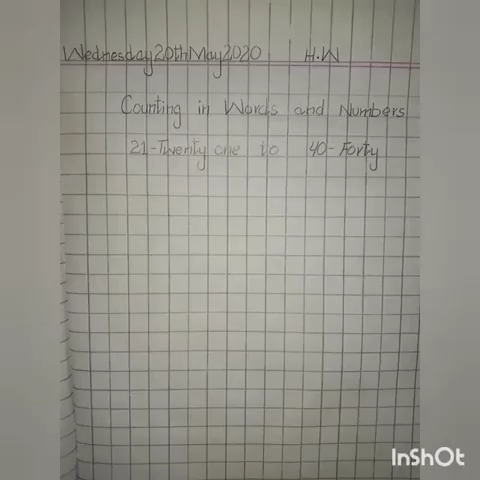 Wednesday 20th May 2020 H.W
Counting in Words and Numbers
21-Twenty one to 40-Forty
InShOt